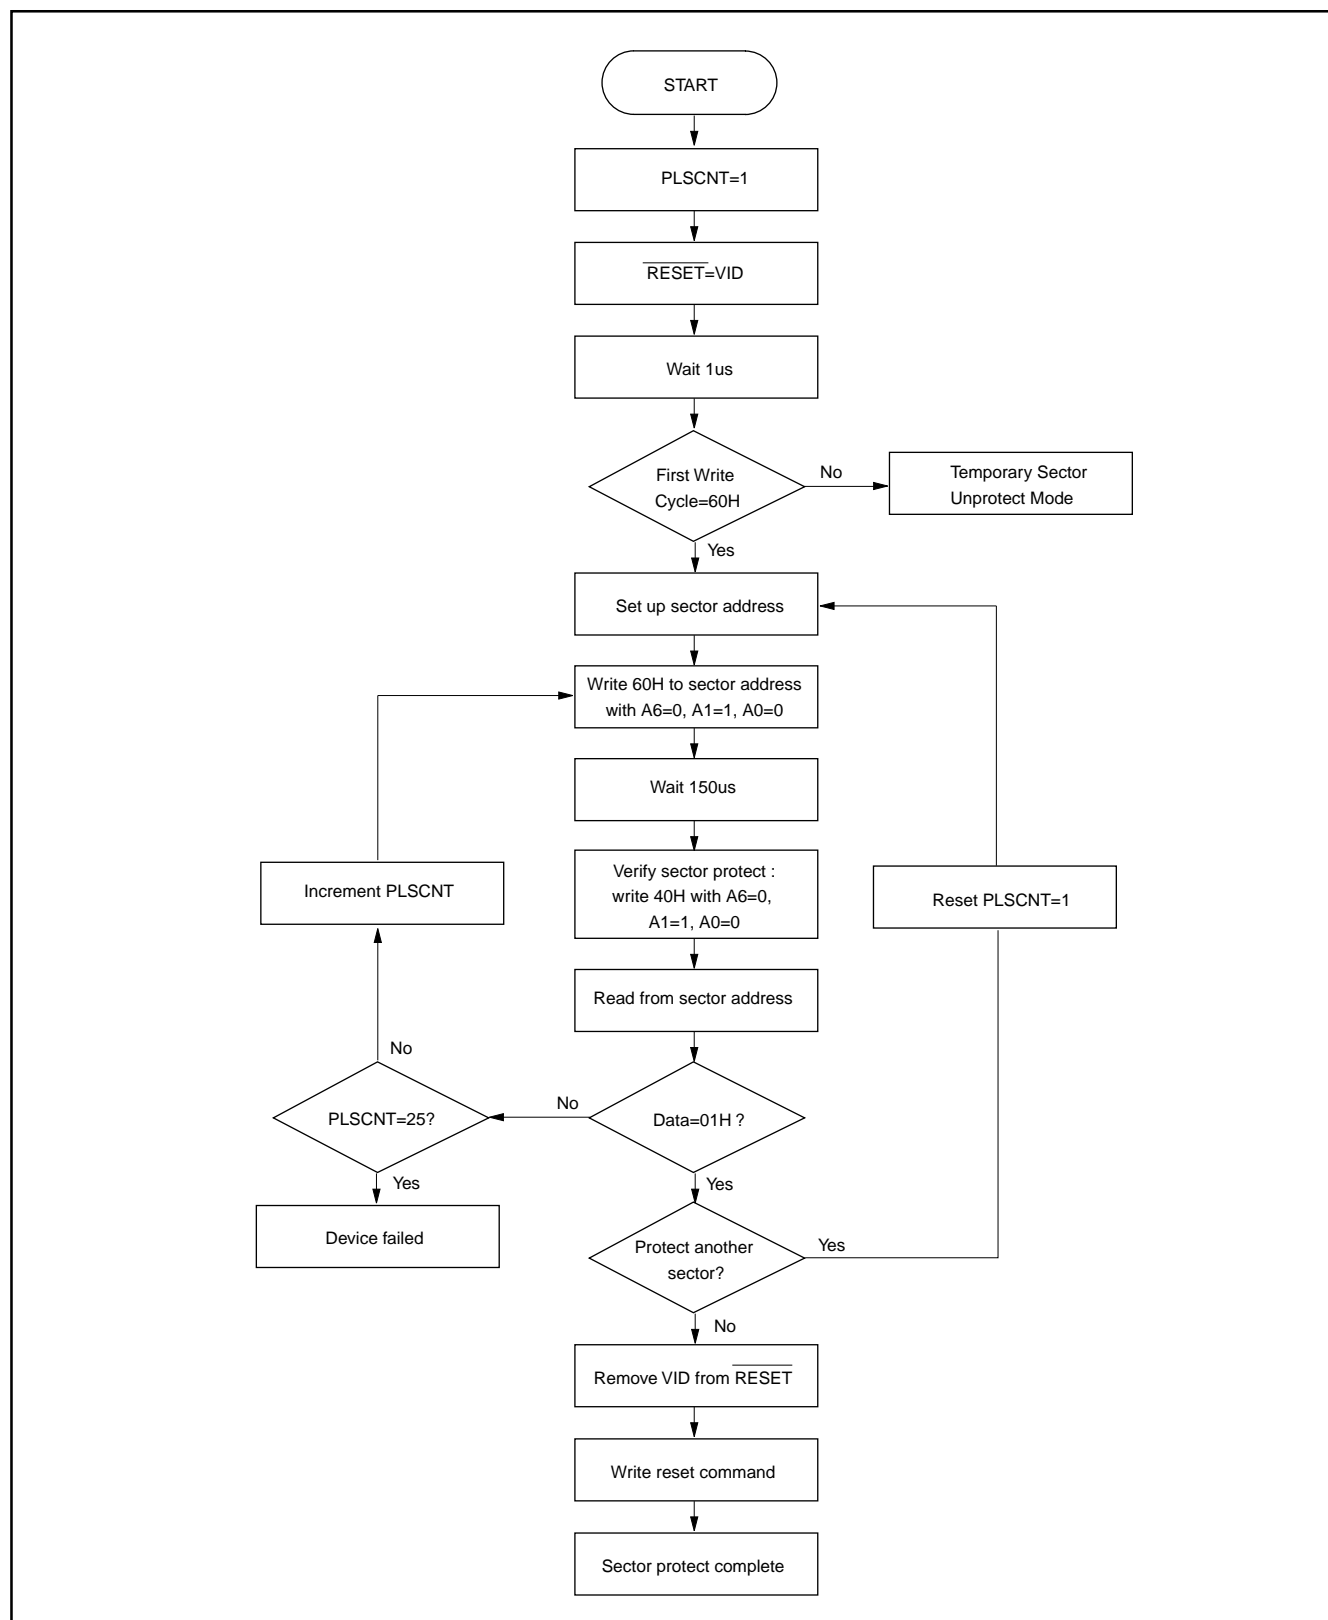 START
PLSCNT=1
RESET=VID
Wait 1us
First Write
Cycle=60H
No
Temporary Sector
Unprotect Mode
Yes
Set up sector address
Write 60H to sector address
with A6=0, A1=1, A0=0
Wait 150us
Verify sector protect :
write 40H with A6=0,
A1=1, A0=0
Increment PLSCNT
Reset PLSCNT=1
Read from sector address
No
PLSCNT=25?
No
Data=01H ?
Yes
Yes
Device failed
Protect another
sector?
Yes
No
Remove VID from RESET
Write reset command
Sector protect complete